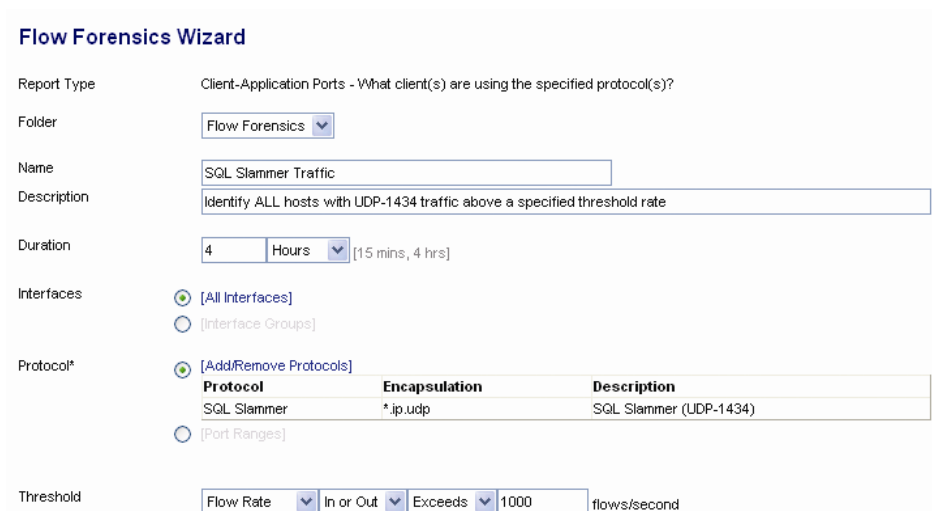 Flow Forensics Wizard
Report Type Client-Application Ports - What client(s) are using the specified protocol(s)?
Folder Flow Forensics
Name SQL Slammer Traffic
Description Identify ALL hosts with UDP-1434 traffic above a specified threshold rate
Duration 4 Hours [15 mins, 4 hrs]
Interfaces [All Interfaces]
[Interface Groups]
Protocol* [Add/Remove Protocols]
Protocol Encapsulation Description
SQL Slammer *.ip.udp SQL Slammer (UDP-1434)
[Port Ranges]
Threshold Flow Rate In or Out Exceeds 1000 flows/second